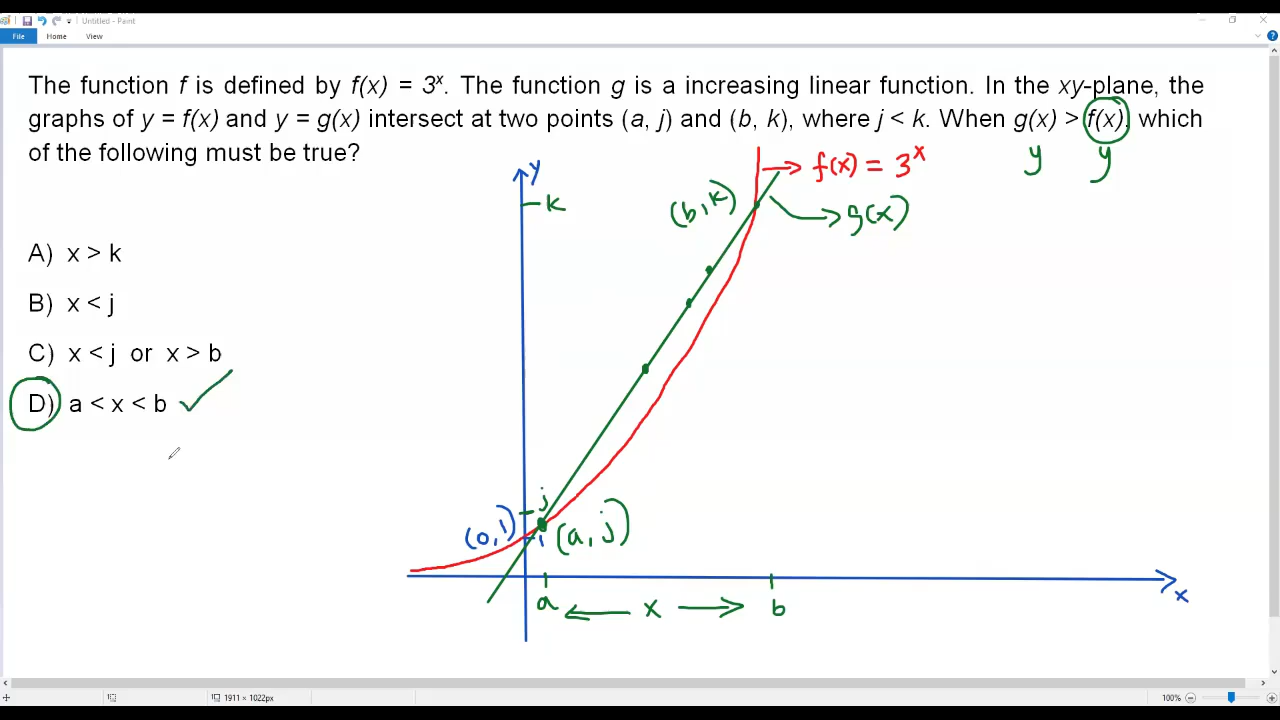 Untitled - Paint
File Home View
The function f is defined by f(x) = 3ˣ. The function g is a increasing linear function. In the xy-plane, the
graphs of y = f(x) and y = g(x) intersect at two points (a, j) and (b, k), where j < k. When g(x) > f(x), which
of the following must be true?
y y
y
f(x) = 3ˣ
k
(b, k)
g(x)
A) x > k
B) x < j
C) x < j or x > b
D) a < x < b
j
(0, 1)
1
(a, j)
a x b
x
1911 × 1022px
100%